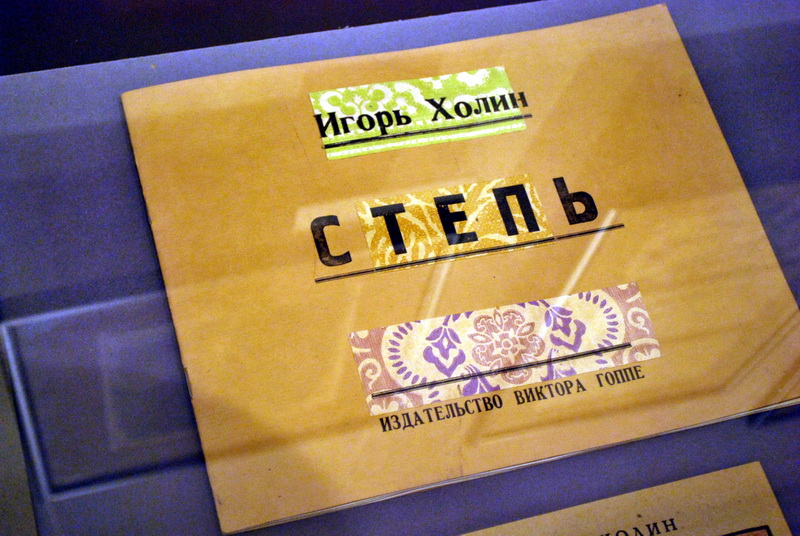 Игорь Холин
СТЕПЬ
ИЗДАТЕЛЬСТВО ВИКТОРА ГОППЕ